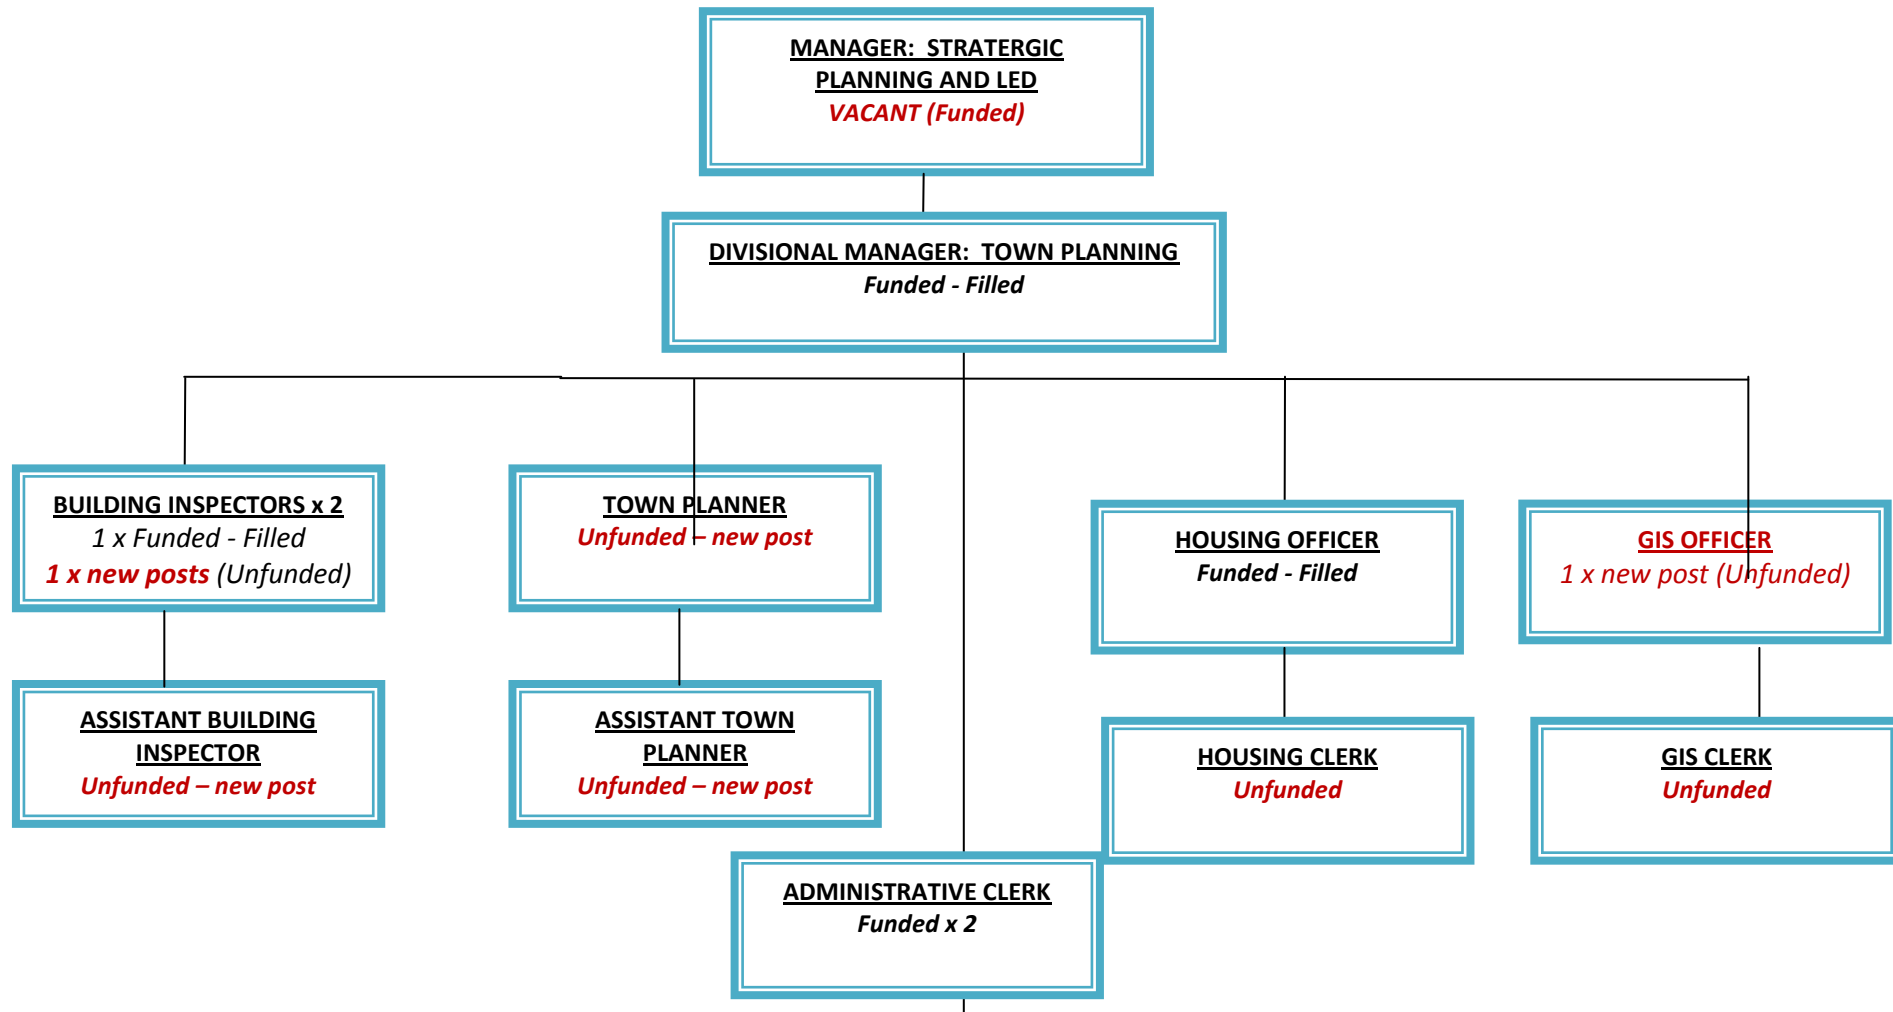 MANAGER:  STRATERGIC
PLANNING AND LED
VACANT (Funded)
DIVISIONAL MANAGER:  TOWN PLANNING
Funded - Filled
BUILDING INSPECTORS x 2
1 x Funded - Filled
1 x new posts (Unfunded)
TOWN PLANNER
Unfunded – new post
HOUSING OFFICER
Funded - Filled
GIS OFFICER
1 x new post (Unfunded)
ASSISTANT BUILDING
INSPECTOR
Unfunded – new post
ASSISTANT TOWN
PLANNER
Unfunded – new post
HOUSING CLERK
Unfunded
GIS CLERK
Unfunded
ADMINISTRATIVE CLERK
Funded x 2